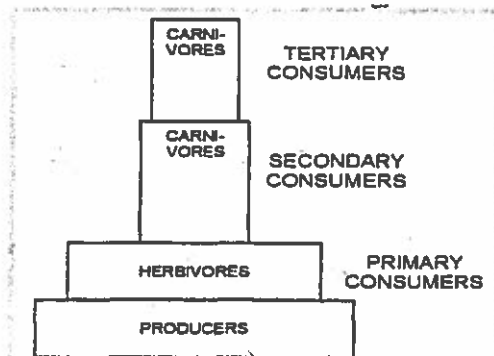 CARNI-
VORES
TERTIARY
CONSUMERS
CARNI-
VORES
SECONDARY
CONSUMERS
HERBIVORES
PRIMARY
CONSUMERS
PRODUCERS